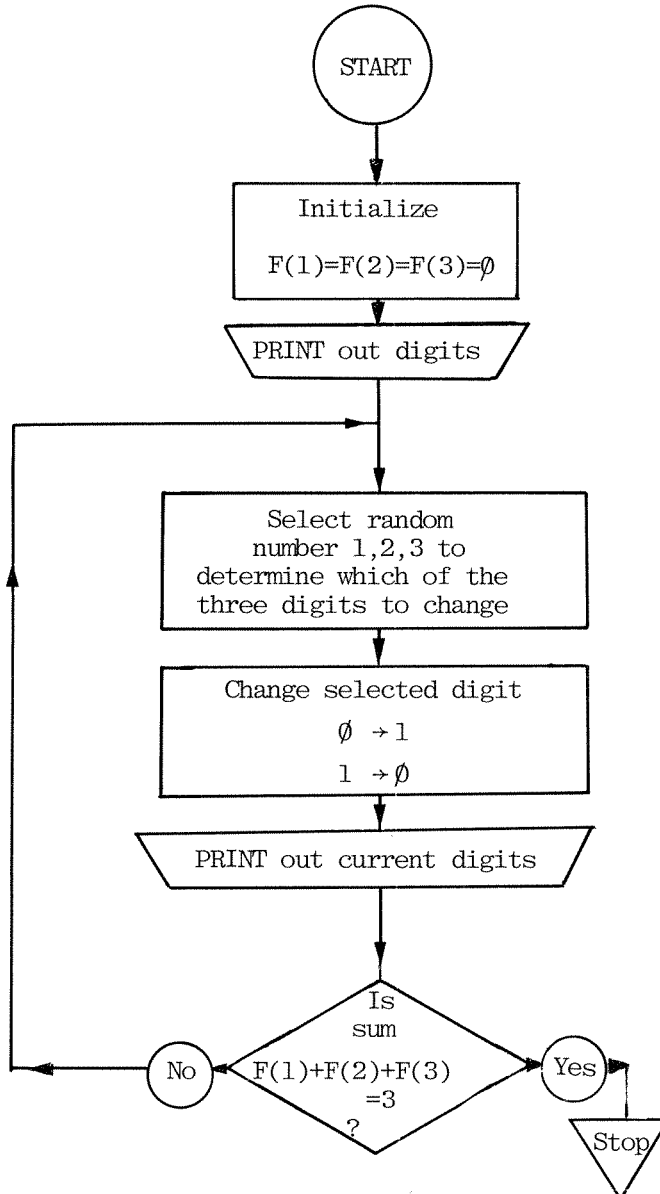 START
Initialize
F(1)=F(2)=F(3)=∅
PRINT out digits
Select random
number 1,2,3 to
determine which of the
three digits to change
Change selected digit
∅ → 1
1 → ∅
PRINT out current digits
Is
sum
F(1)+F(2)+F(3)
=3
?
No
Yes
Stop